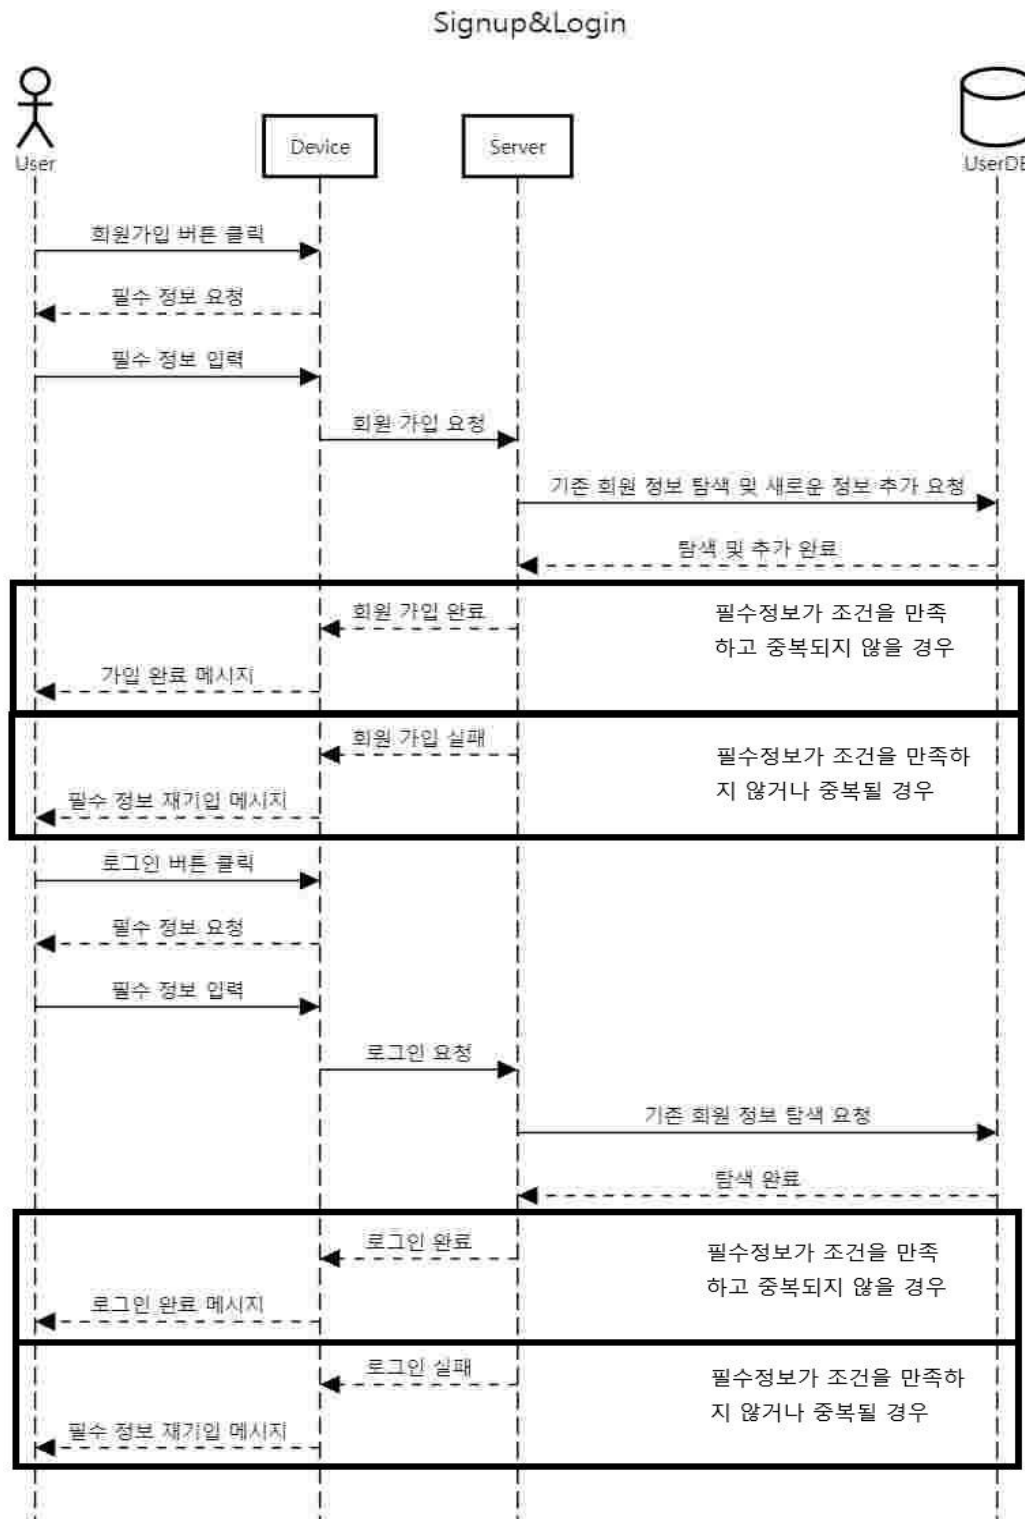 Signup&Login
User
Device
Server
UserDB
회원가입 버튼 클릭
필수 정보 요청
필수 정보 입력
회원 가입 요청
기존 회원 정보 탐색 및 새로운 정보 추가 요청
탐색 및 추가 완료
회원 가입 완료
필수정보가 조건을 만족
하고 중복되지 않을 경우
가입 완료 메시지
회원 가입 실패
필수정보가 조건을 만족하
지 않거나 중복될 경우
필수 정보 재기입 메시지
로그인 버튼 클릭
필수 정보 요청
필수 정보 입력
로그인 요청
기존 회원 정보 탐색 요청
탐색 완료
로그인 완료
필수정보가 조건을 만족
하고 중복되지 않을 경우
로그인 완료 메시지
로그인 실패
필수정보가 조건을 만족하
지 않거나 중복될 경우
필수 정보 재기입 메시지